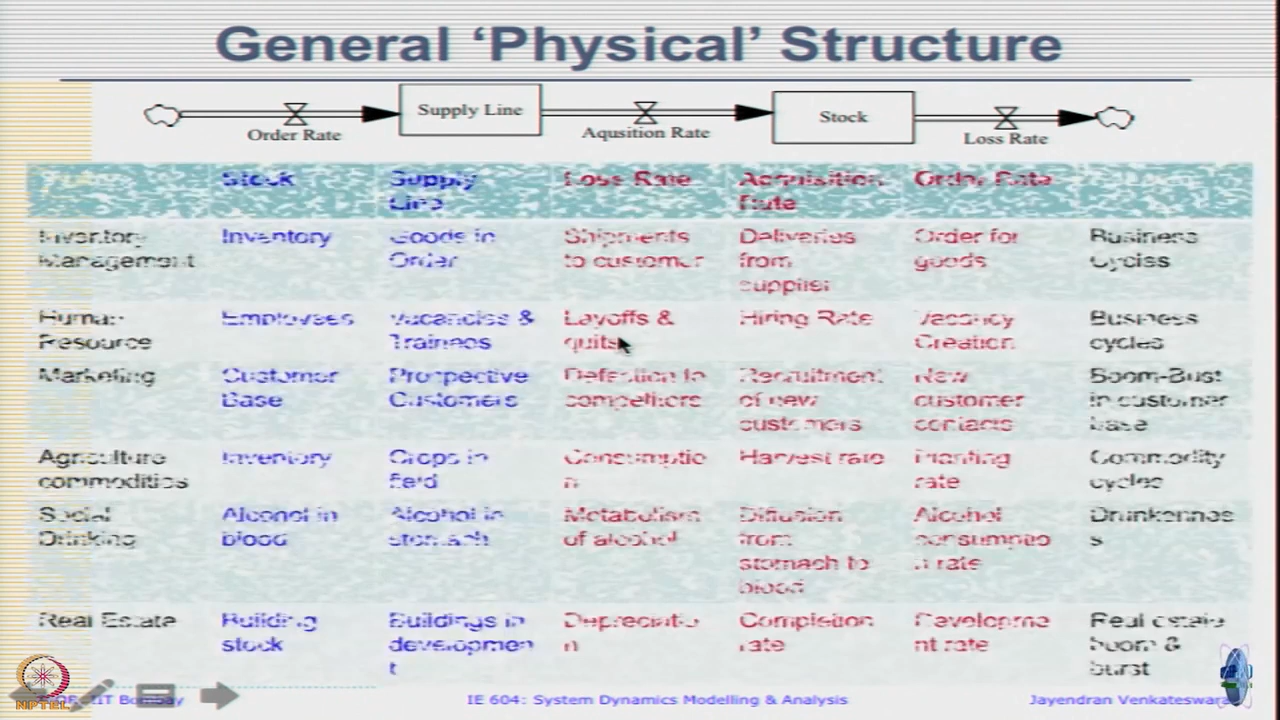 General ‘Physical’ Structure
Supply Line
Stock
Order Rate
Aqusition Rate
Loss Rate
Stock
Supply
Line
Loss Rate
Acquisition
Rate
Order Rate
Inventory
Management
Inventory
Goods in
Order
Shipments
to customer
Deliveries
from
supplier
Order for
goods
Business
Cycles
Human
Resource
Employees
Vacancies &
Trainees
Layoffs &
quits
Hiring Rate
Vacancy
Creation
Business
cycles
Marketing
Customer
Base
Prospective
Customers
Defection to
competitors
Recruitment
of new
customers
New
customer
contacts
Boom-Bust
in customer
base
Agriculture
commodities
Inventory
Crops in
field
Consumptio
n
Harvest rate
Planting
rate
Commodity
cycles
Social
Drinking
Alcohol in
blood
Alcohol in
stomach
Metabolism
of alcohol
Diffusion
from
stomach to
blood
Alcohol
consumptio
n rate
Drunkennes
s
Real Estate
Building
stock
Buildings in
developmen
t
Depreciatio
n
Completion
rate
Developme
nt rate
Real estate
boom &
burst
NPTEL
IIT Bombay
IE 604: System Dynamics Modelling & Analysis
Jayendran